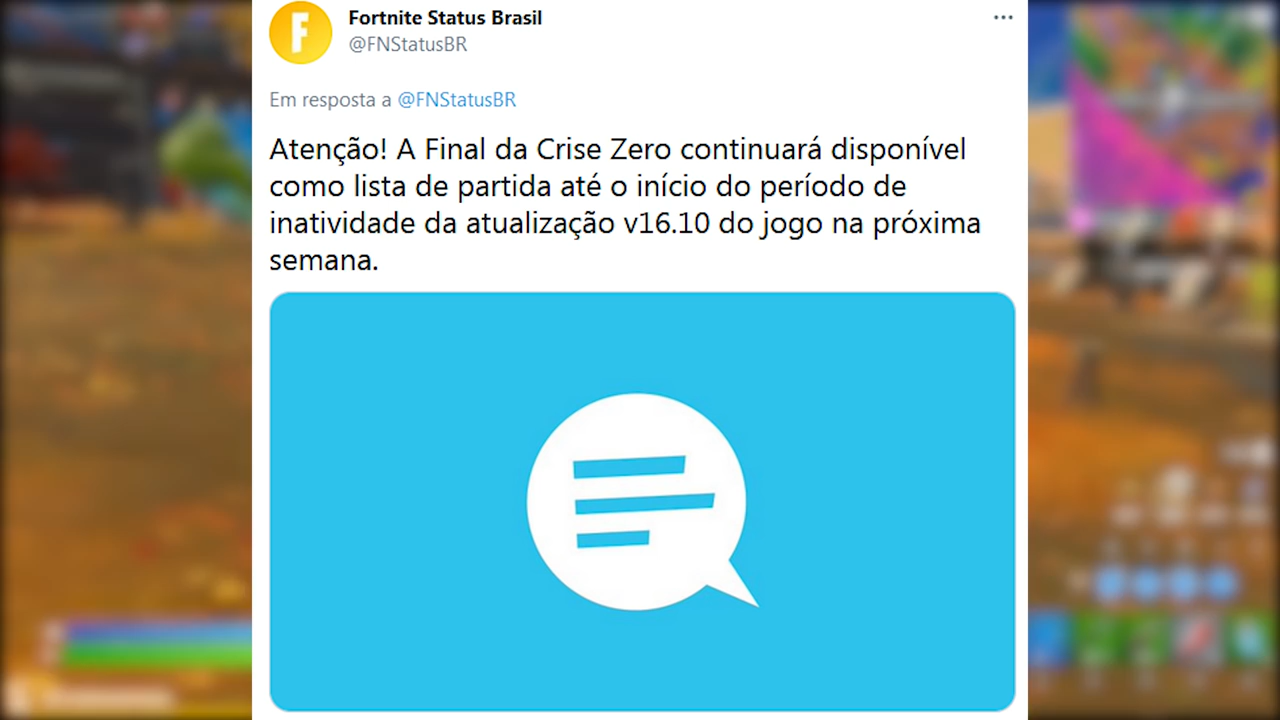 Fortnite Status Brasil
@FNStatusBR
Em resposta a @FNStatusBR
Atenção! A Final da Crise Zero continuará disponível
como lista de partida até o início do período de
inatividade da atualização v16.10 do jogo na próxima
semana.